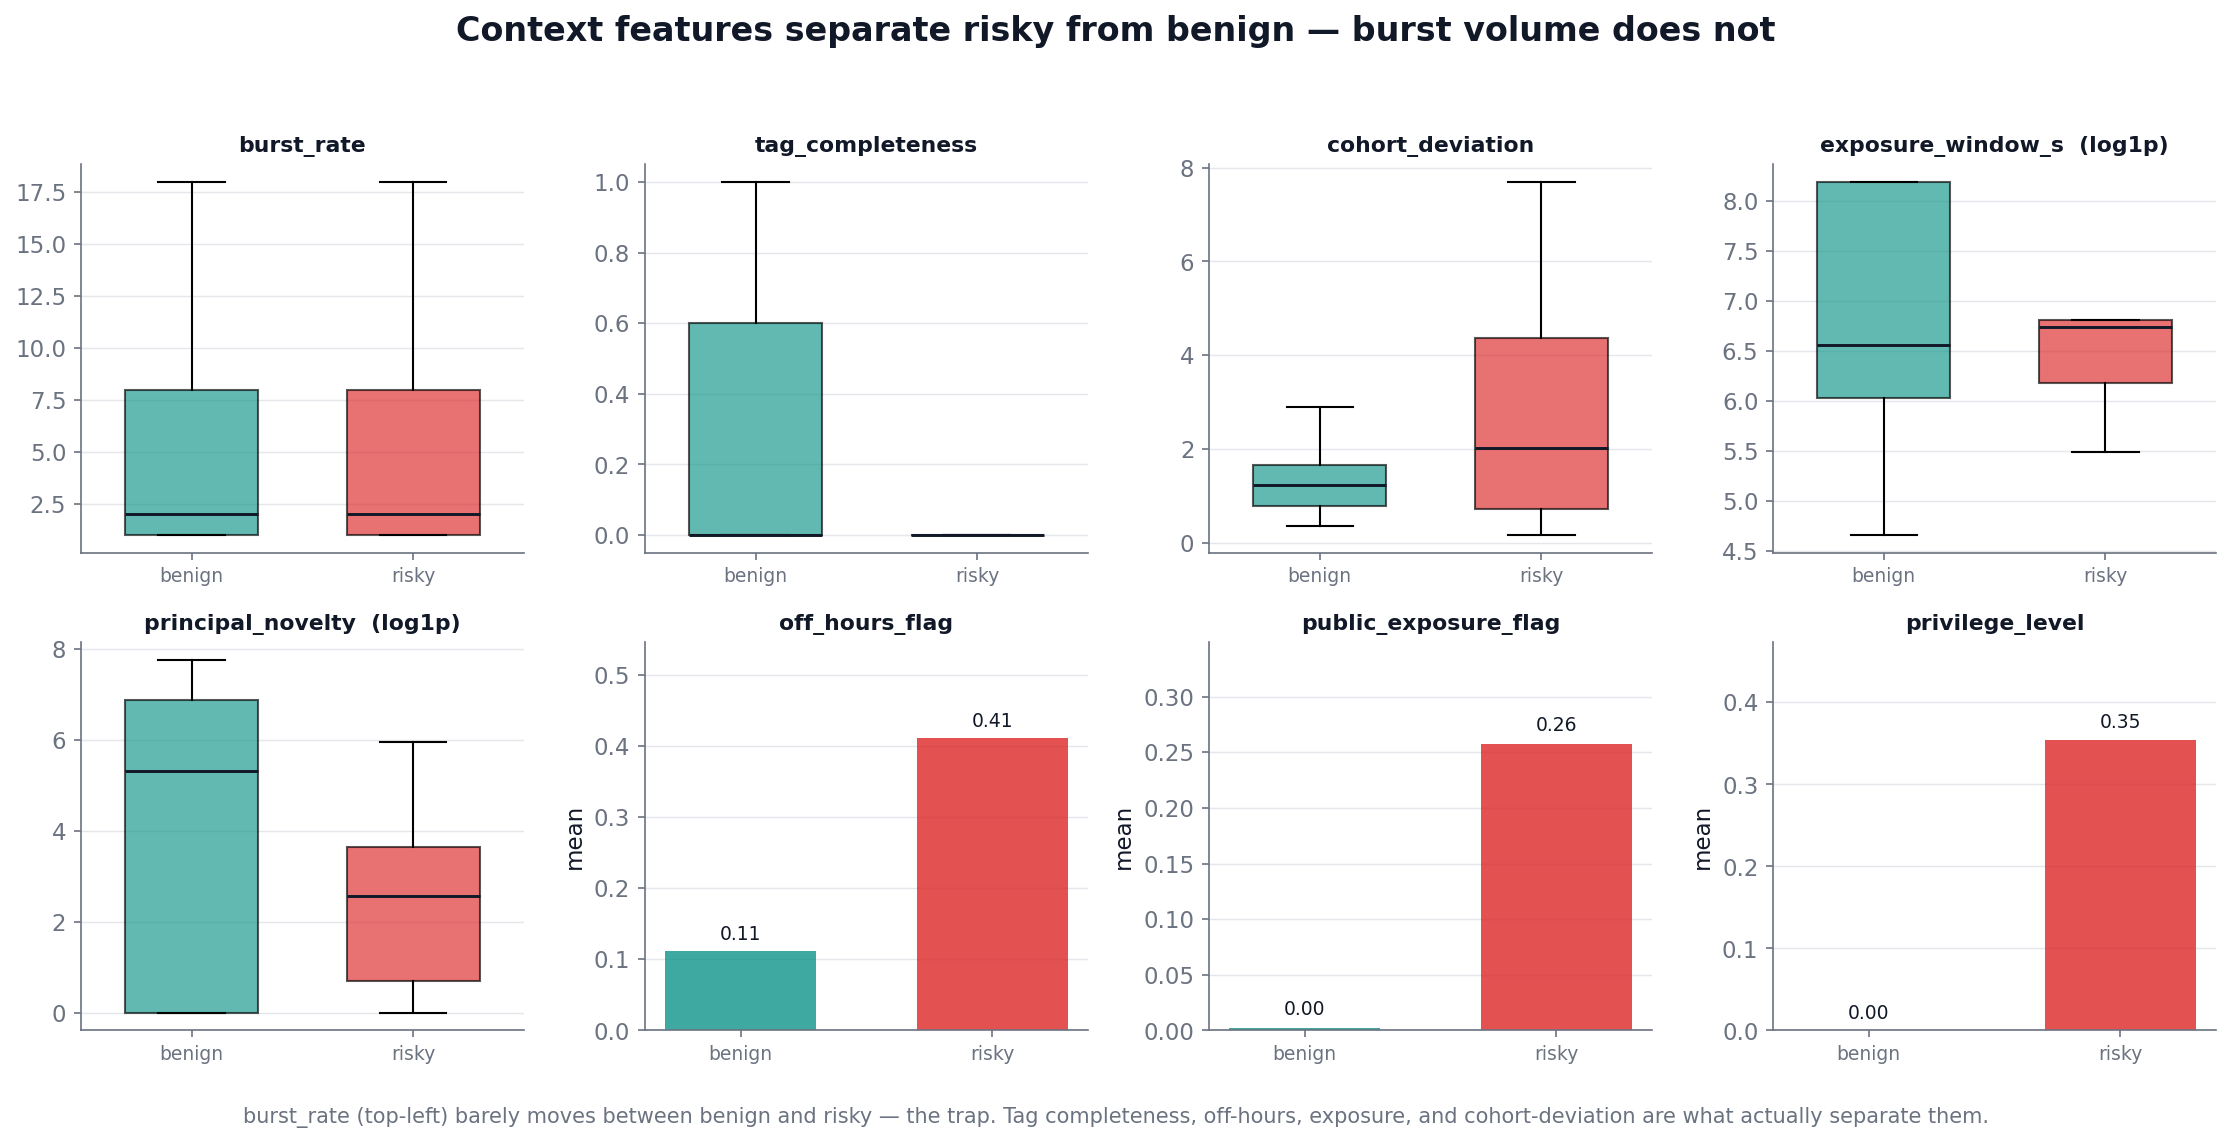 Context features separate risky from benign — burst volume does not
burst_rate
17.5
15.0
12.5
10.0
7.5
5.0
2.5
benign
risky
tag_completeness
1.0
0.8
0.6
0.4
0.2
0.0
benign
risky
cohort_deviation
8
6
4
2
0
benign
risky
exposure_window_s (log1p)
8.0
7.5
7.0
6.5
6.0
5.5
5.0
4.5
benign
risky
principal_novelty (log1p)
8
6
4
2
0
benign
risky
off_hours_flag
mean
0.5
0.4
0.3
0.2
0.1
0.0
0.11
0.41
benign
risky
public_exposure_flag
mean
0.30
0.25
0.20
0.15
0.10
0.05
0.00
0.00
0.26
benign
risky
privilege_level
mean
0.4
0.3
0.2
0.1
0.0
0.00
0.35
benign
risky
burst_rate (top-left) barely moves between benign and risky — the trap. Tag completeness, off-hours, exposure, and cohort-deviation are what actually separate them.